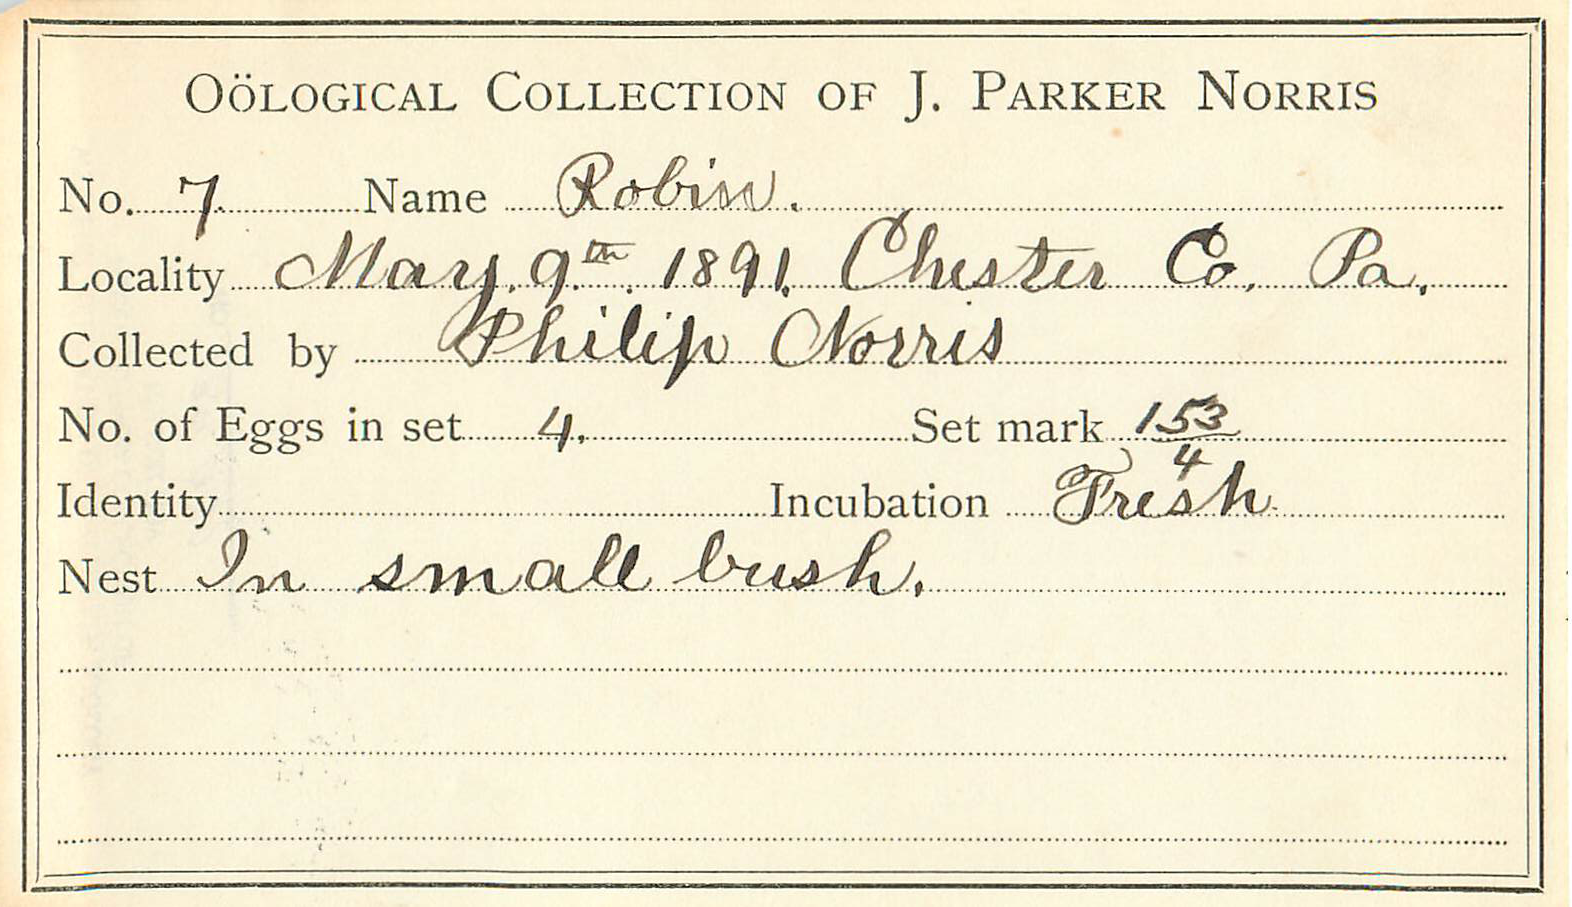 OÖLOGICAL COLLECTION OF J. PARKER NORRIS
No. 7. Name Robin.
Locality May. 9th. 1891. Chester Co. Pa.
Collected by Philip Norris
No. of Eggs in set 4. Set mark 153/4
Identity Incubation Fresh.
Nest In small bush.